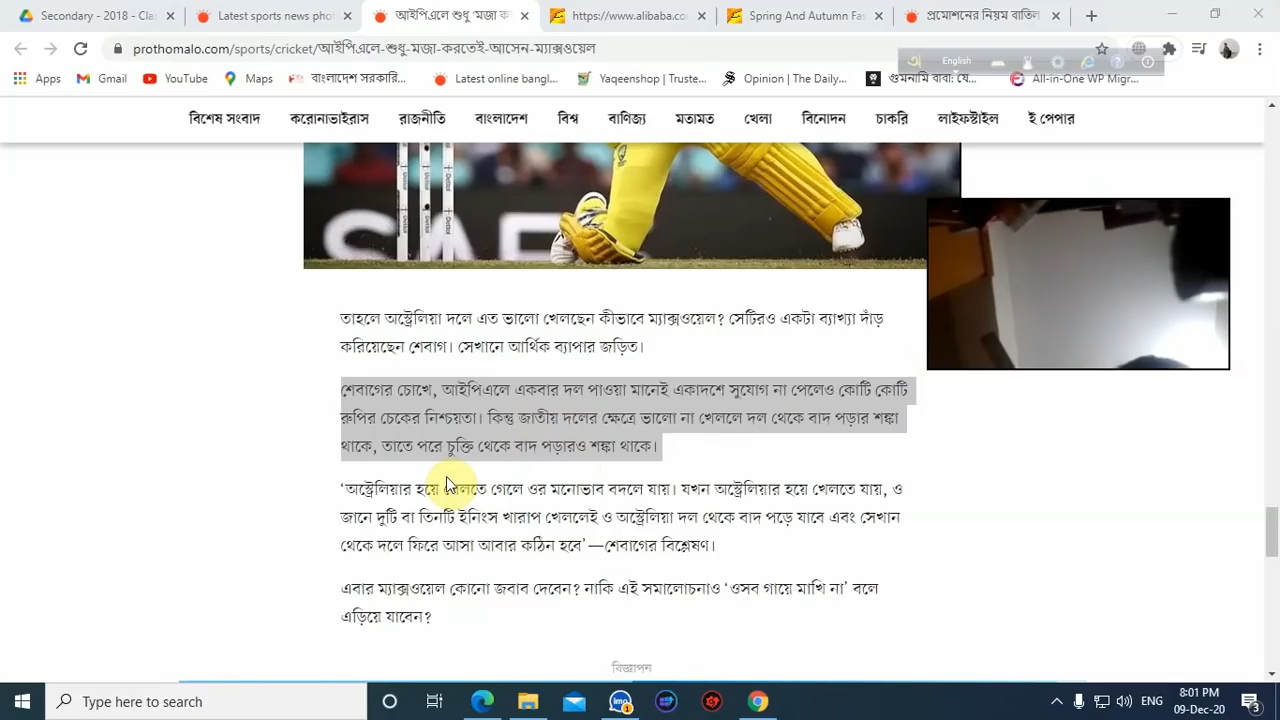 Secondary - 2018 - Cla
Latest sports news pho
আইপিএলে শুধু 'মজা ক
https://www.alibaba.co
Spring And Autumn Fa
প্রমোশনের নিয়ম বাতিল
prothomalo.com/sports/cricket/আইপিএলে-শুধু-মজা-করতেই-আসেন-ম্যাক্সওয়েল
English
Apps
Gmail
YouTube
Maps
বাংলাদেশ সরকারি...
Latest online bangl...
Yaqeenshop | Truste...
Opinion | The Daily...
গুমনামি বাবা: যে...
All-in-One WP Migr...
বিশেষ সংবাদ করোনাভাইরাস রাজনীতি বাংলাদেশ বিশ্ব বাণিজ্য মতামত খেলা বিনোদন চাকরি লাইফস্টাইল ই পেপার
Dettol Dettol Dettol
তাহলে অস্ট্রেলিয়া দলে এত ভালো খেলছেন কীভাবে ম্যাক্সওয়েল? সেটিরও একটা ব্যাখ্যা দাঁড়
করিয়েছেন শেবাগ। সেখানে আর্থিক ব্যাপার জড়িত।
শেবাগের চোখে, আইপিএলে একবার দল পাওয়া মানেই একাদশে সুযোগ না পেলেও কোটি কোটি
রুপির চেকের নিশ্চয়তা। কিন্তু জাতীয় দলের ক্ষেত্রে ভালো না খেললে দল থেকে বাদ পড়ার শঙ্কা
থাকে, তাতে পরে চুক্তি থেকে বাদ পড়ারও শঙ্কা থাকে।
'অস্ট্রেলিয়ার হয়ে খেলতে গেলে ওর মনোভাব বদলে যায়। যখন অস্ট্রেলিয়ার হয়ে খেলতে যায়, ও
জানে দুটি বা তিনটি ইনিংস খারাপ খেললেই ও অস্ট্রেলিয়া দল থেকে বাদ পড়ে যাবে এবং সেখান
থেকে দলে ফিরে আসা আবার কঠিন হবে'—শেবাগের বিশ্লেষণ।
এবার ম্যাক্সওয়েল কোনো জবাব দেবেন? নাকি এই সমালোচনাও 'ওসব গায়ে মাখি না' বলে
এড়িয়ে যাবেন?
বিজ্ঞাপন
Type here to search
ENG
8:01 PM
09-Dec-20
3